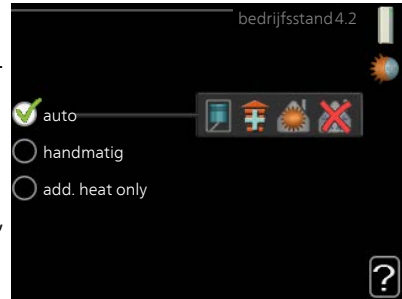 bedrijfsstand 4.2
auto
handmatig
add. heat only
?